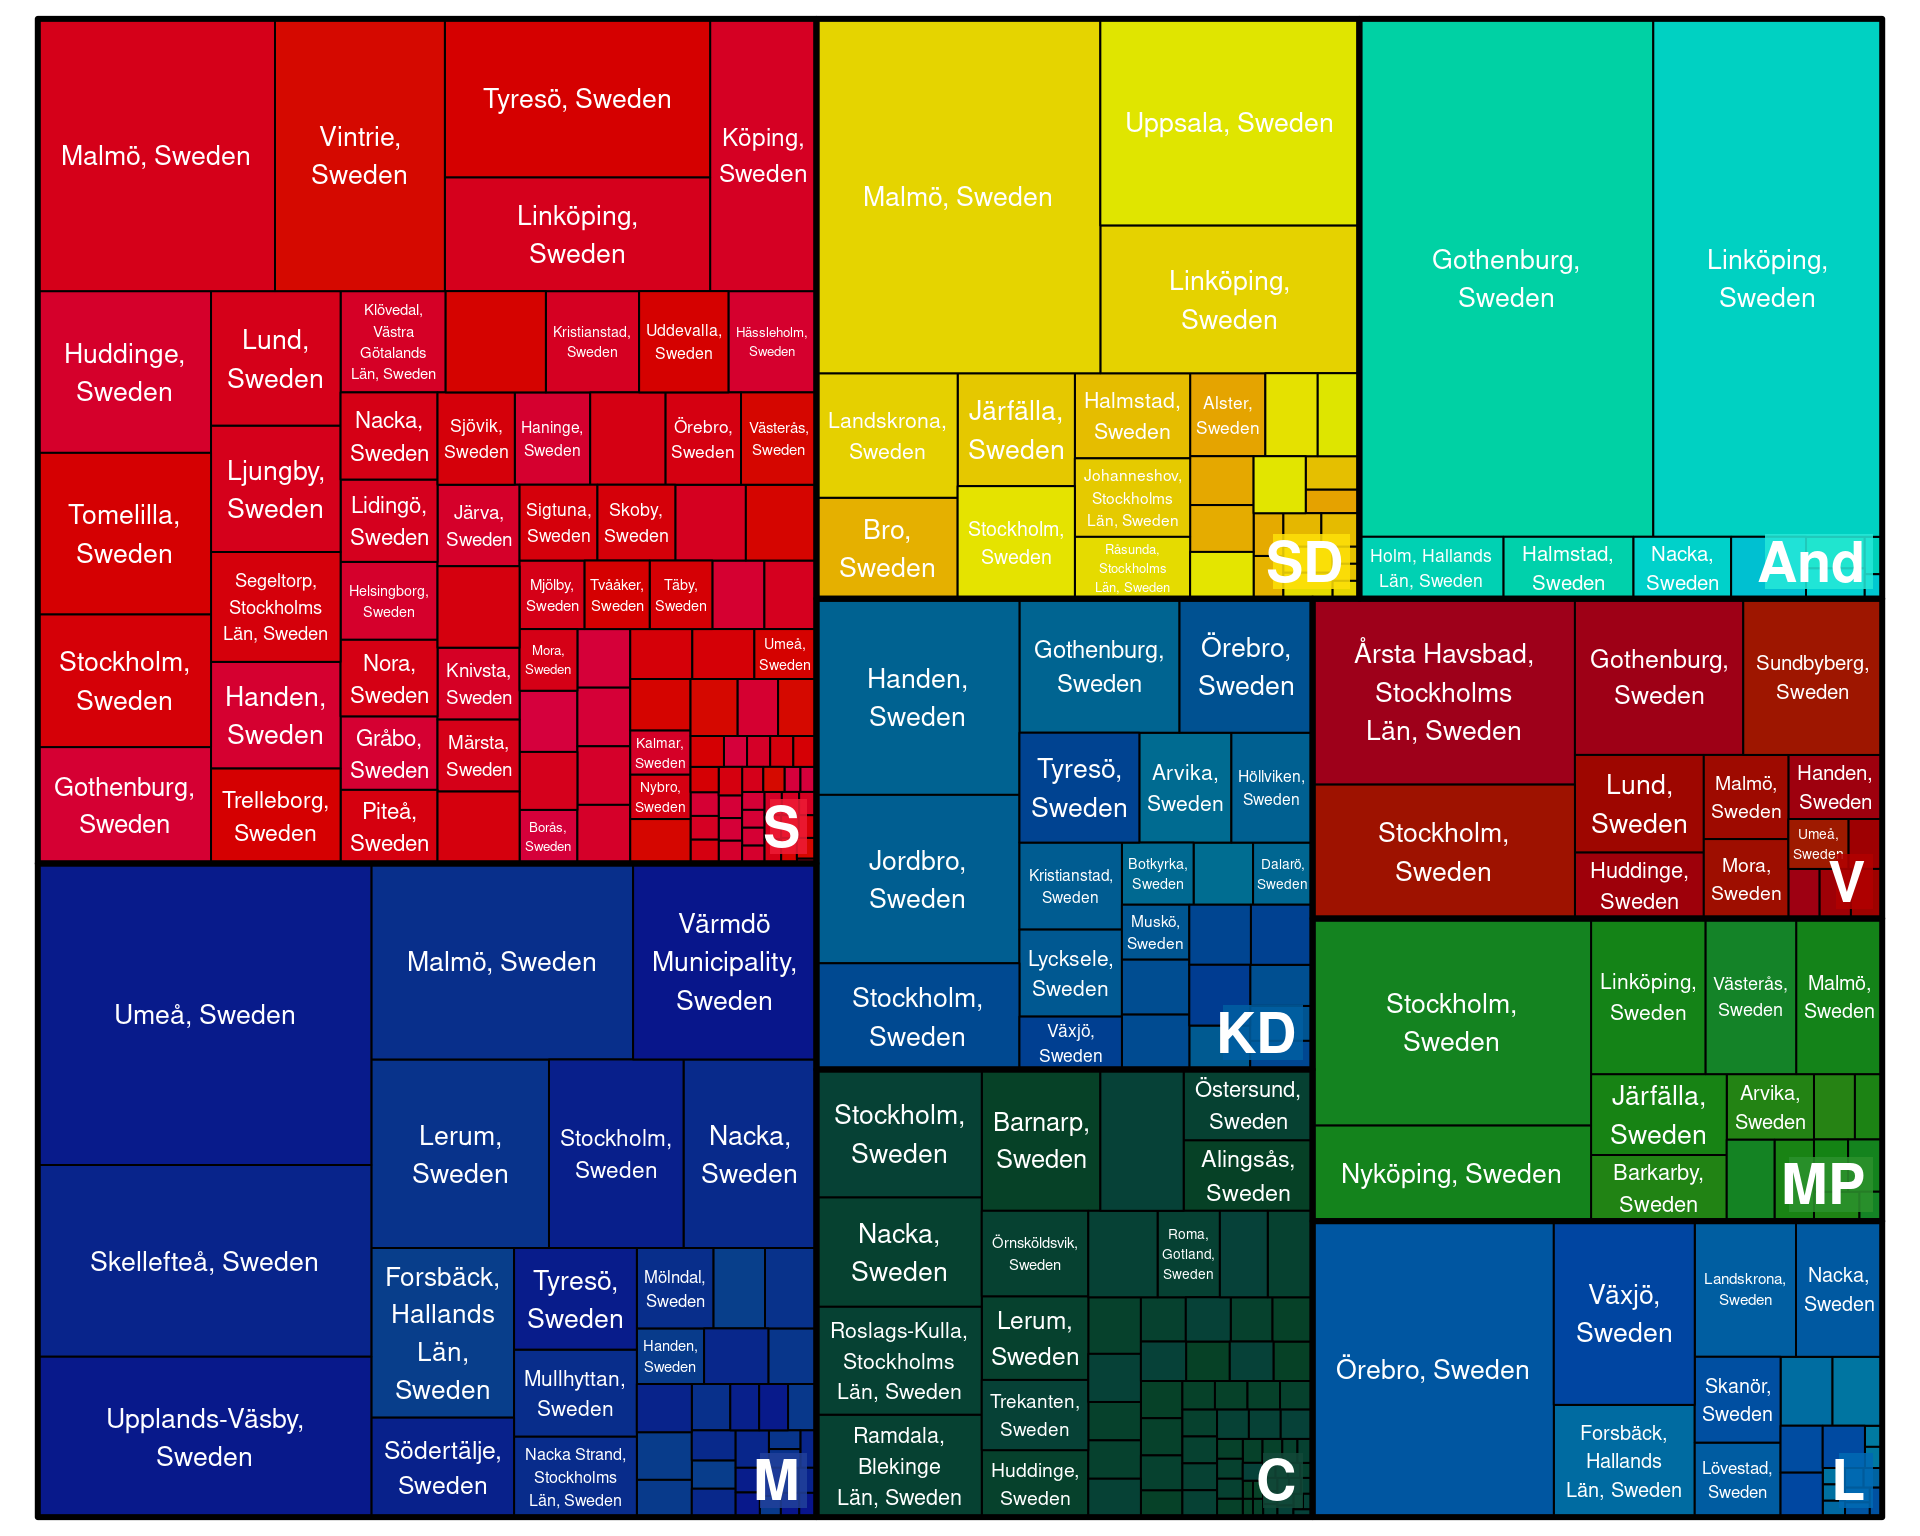 Malmö, Sweden
Vintrie,
Sweden
Tyresö, Sweden
Linköping,
Sweden
Köping,
Sweden
Huddinge,
Sweden
Tomelilla,
Sweden
Stockholm,
Sweden
Gothenburg,
Sweden
Lund,
Sweden
Ljungby,
Sweden
Segeltorp,
Stockholms
Län, Sweden
Handen,
Sweden
Trelleborg,
Sweden
Klövedal,
Västra
Götalands
Län, Sweden
Kristianstad,
Sweden
Uddevalla,
Sweden
Hässleholm,
Sweden
Nacka,
Sweden
Lidingö,
Sweden
Helsingborg,
Sweden
Nora,
Sweden
Gråbo,
Sweden
Piteå,
Sweden
Sjövik,
Sweden
Haninge,
Sweden
Örebro,
Sweden
Västerås,
Sweden
Järva,
Sweden
Knivsta,
Sweden
Märsta,
Sweden
Sigtuna,
Sweden
Skoby,
Sweden
Mjölby,
Sweden
Tvååker,
Sweden
Täby,
Sweden
Mora,
Sweden
Borås,
Sweden
Umeå,
Sweden
Kalmar,
Sweden
Nybro,
Sweden
S
Malmö, Sweden
Uppsala, Sweden
Linköping,
Sweden
Landskrona,
Sweden
Bro,
Sweden
Järfälla,
Sweden
Stockholm,
Sweden
Halmstad,
Sweden
Johanneshov,
Stockholms
Län, Sweden
Råsunda,
Stockholms
Län, Sweden
Alster,
Sweden
SD
Gothenburg,
Sweden
Linköping,
Sweden
Holm, Hallands
Län, Sweden
Halmstad,
Sweden
Nacka,
Sweden
And
Umeå, Sweden
Skellefteå, Sweden
Upplands-Väsby,
Sweden
Malmö, Sweden
Värmdö
Municipality,
Sweden
Lerum,
Sweden
Stockholm,
Sweden
Nacka,
Sweden
Forsbäck,
Hallands
Län,
Sweden
Södertälje,
Sweden
Tyresö,
Sweden
Mullhyttan,
Sweden
Nacka Strand,
Stockholms
Län, Sweden
Mölndal,
Sweden
Handen,
Sweden
M
Handen,
Sweden
Jordbro,
Sweden
Stockholm,
Sweden
Gothenburg,
Sweden
Örebro,
Sweden
Tyresö,
Sweden
Arvika,
Sweden
Höllviken,
Sweden
Kristianstad,
Sweden
Lycksele,
Sweden
Växjö,
Sweden
Botkyrka,
Sweden
Dalarö,
Sweden
Muskö,
Sweden
KD
Stockholm,
Sweden
Nacka,
Sweden
Roslags-Kulla,
Stockholms
Län, Sweden
Ramdala,
Blekinge
Län, Sweden
Barnarp,
Sweden
Östersund,
Sweden
Alingsås,
Sweden
Örnsköldsvik,
Sweden
Roma,
Gotland,
Sweden
Lerum,
Sweden
Trekanten,
Sweden
Huddinge,
Sweden
C
Årsta Havsbad,
Stockholms
Län, Sweden
Stockholm,
Sweden
Gothenburg,
Sweden
Sundbyberg,
Sweden
Lund,
Sweden
Huddinge,
Sweden
Malmö,
Sweden
Mora,
Sweden
Handen,
Sweden
Umeå,
Sweden
V
Stockholm,
Sweden
Nyköping, Sweden
Linköping,
Sweden
Västerås,
Sweden
Malmö,
Sweden
Järfälla,
Sweden
Barkarby,
Sweden
Arvika,
Sweden
MP
Örebro, Sweden
Växjö,
Sweden
Forsbäck,
Hallands
Län, Sweden
Landskrona,
Sweden
Nacka,
Sweden
Skanör,
Sweden
Lövestad,
Sweden
L